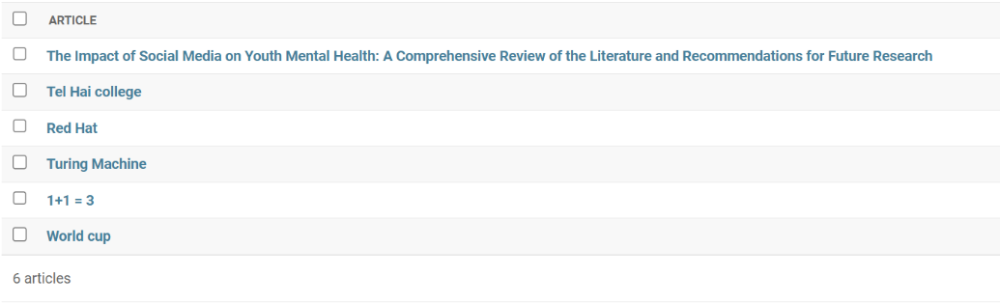 ARTICLE
The Impact of Social Media on Youth Mental Health: A Comprehensive Review of the Literature and Recommendations for Future Research
Tel Hai college
Red Hat
Turing Machine
1+1 = 3
World cup
6 articles